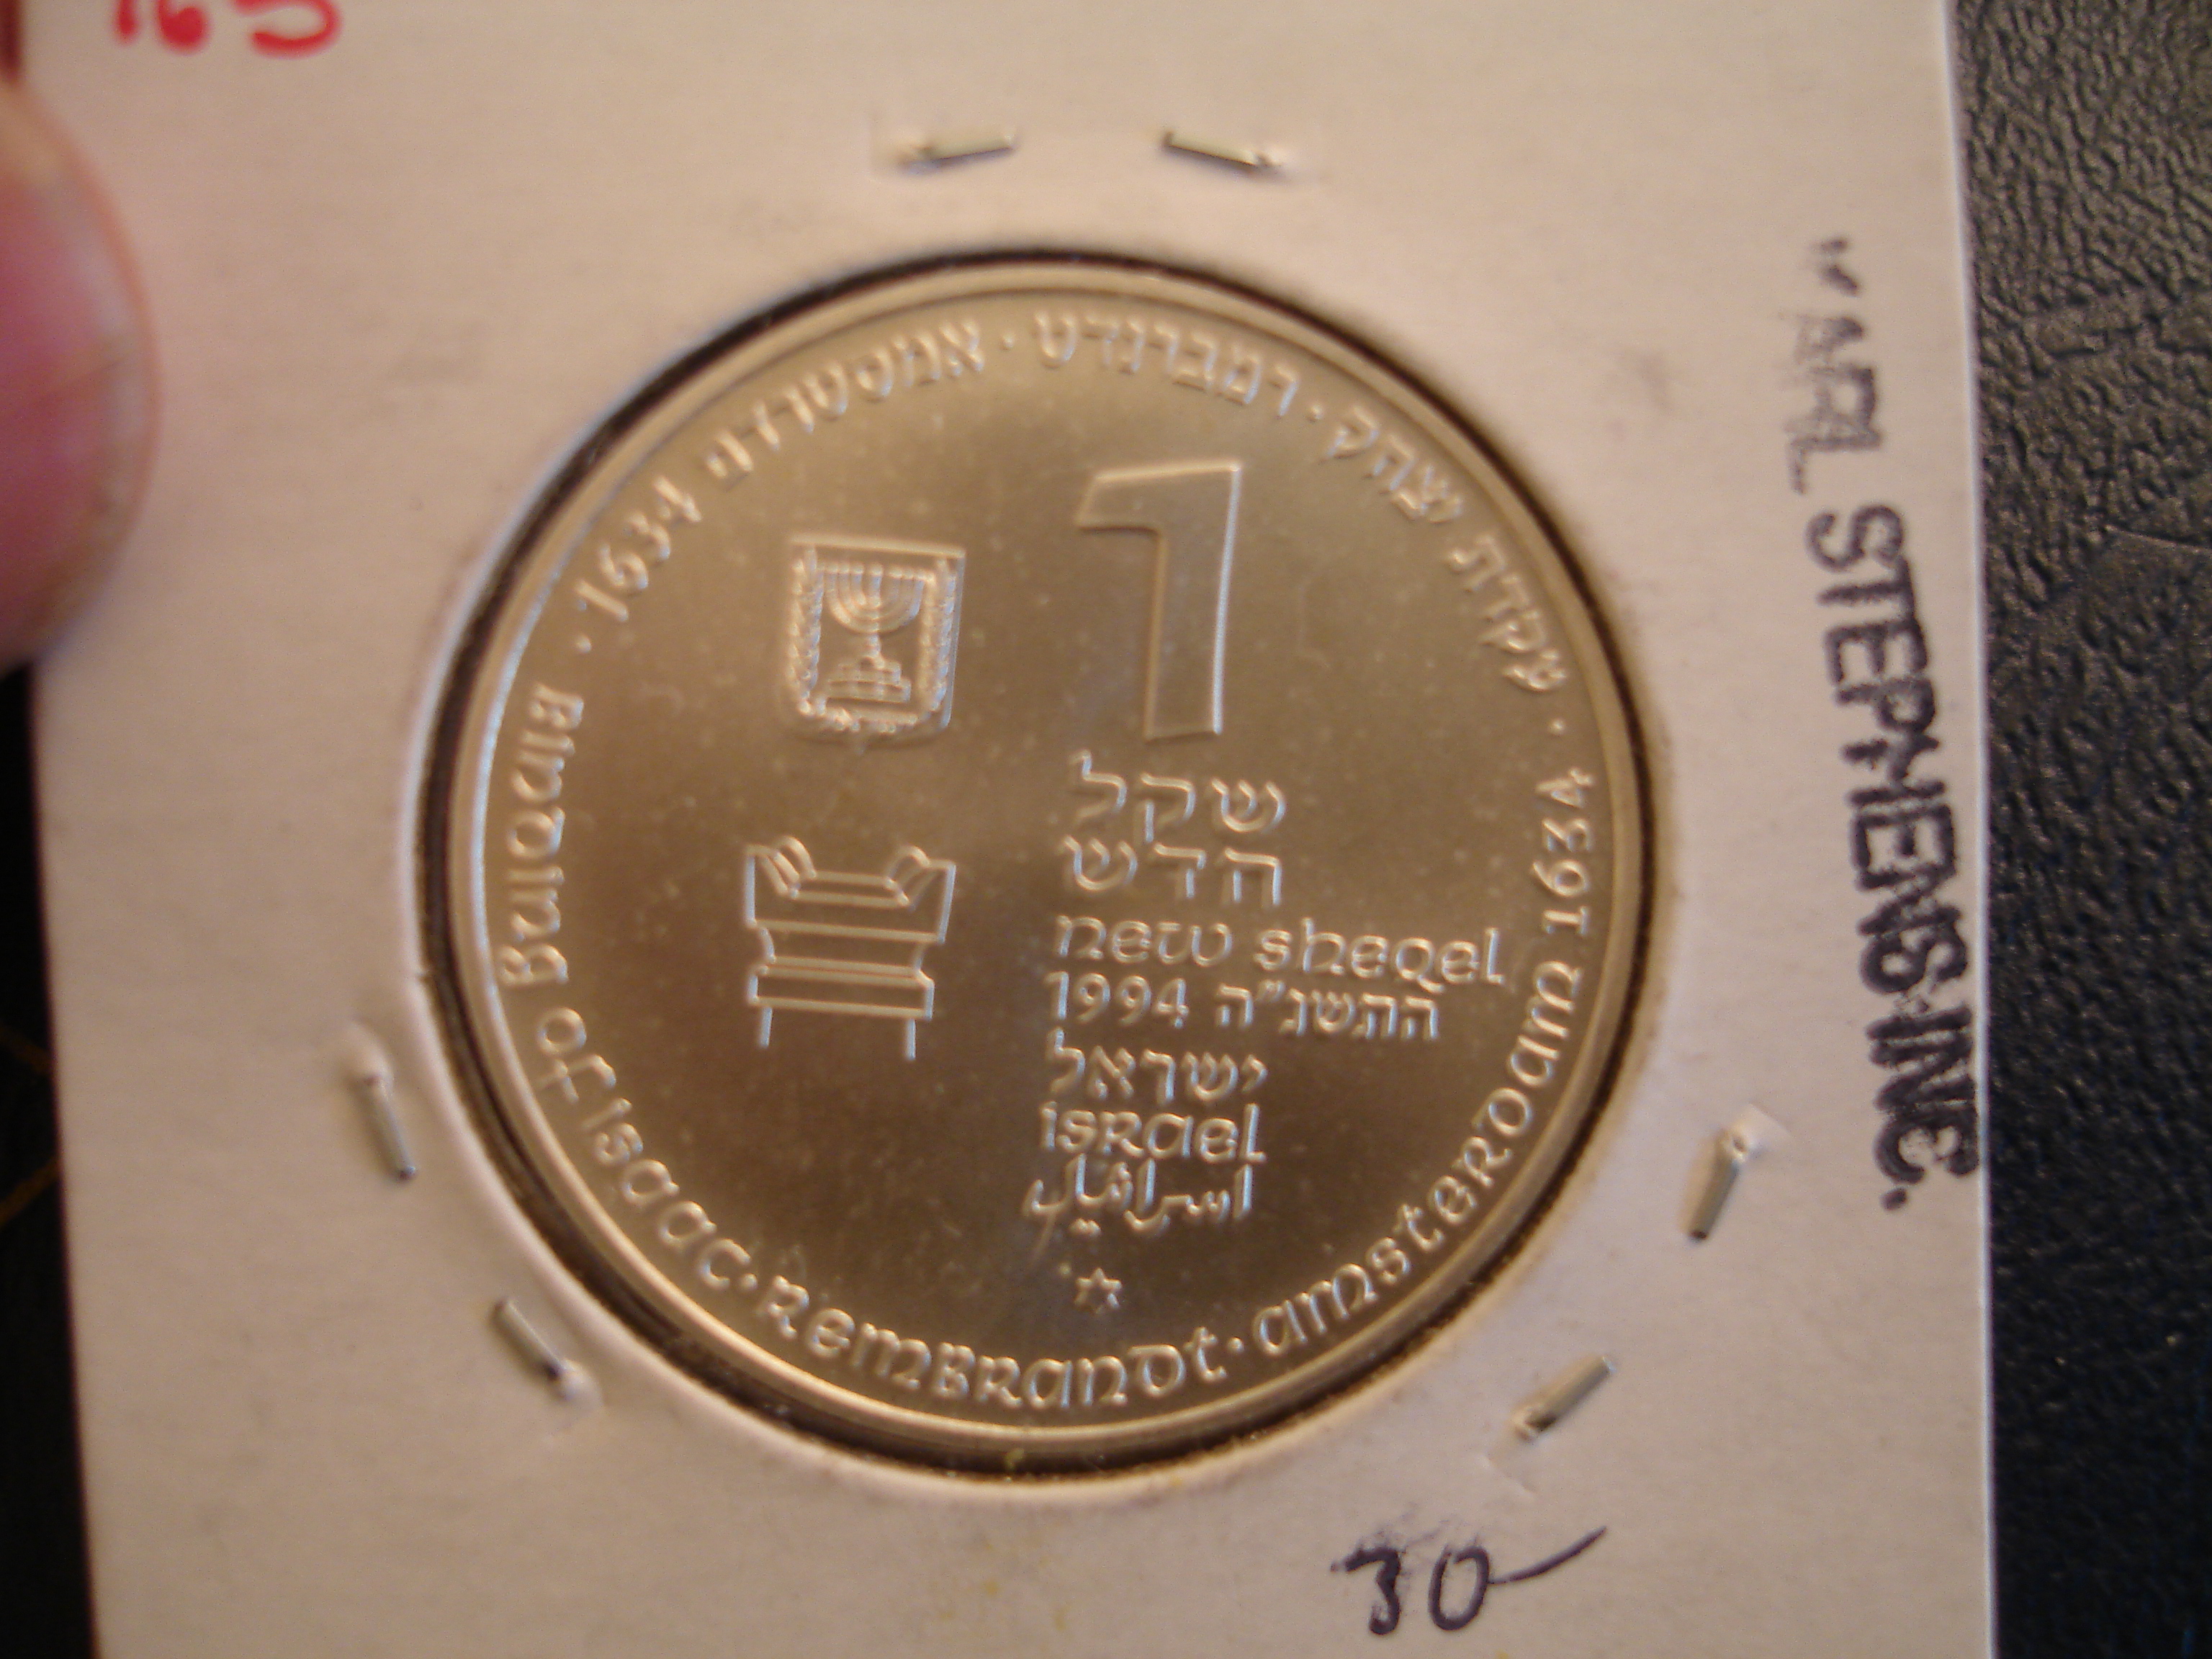 165
עקדת יצחק · רמברנדט · אמסטרדם 1634 ·
1
שקל
חדש
new sheqel
1994 התשנ"ה
ישראל
ISRael
اسرائيل
BINDING of ISaac · RemBRandt · amsterdam 1634 ·
STEPHENS INC.
30-